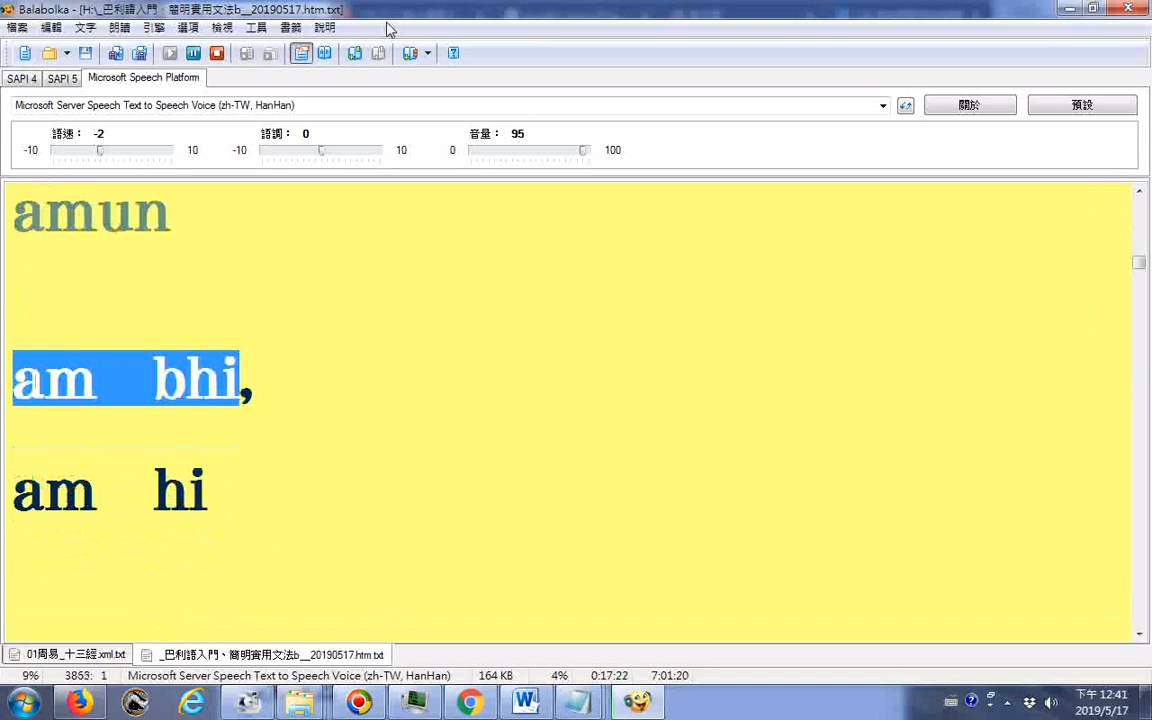 Balabolka - [H:\_巴利語入門、簡明實用文法b__20190517.htm.txt]
檔案 編輯 文字 朗讀 引擎 選項 檢視 工具 書籤 說明
SAPI 4 SAPI 5 Microsoft Speech Platform
Microsoft Server Speech Text to Speech Voice (zh-TW, HanHan) 關於 預設
語速： -2 語調： 0 音量： 95
-10 10 -10 10 0 100
amun
am bhi,
am hi
01周易_十三經.xml.txt _巴利語入門、簡明實用文法b__20190517.htm.txt
9% 3853: 1 Microsoft Server Speech Text to Speech Voice (zh-TW, HanHan) 164 KB 4% 0:17:22 7:01:20
下午 12:41
2019/5/17